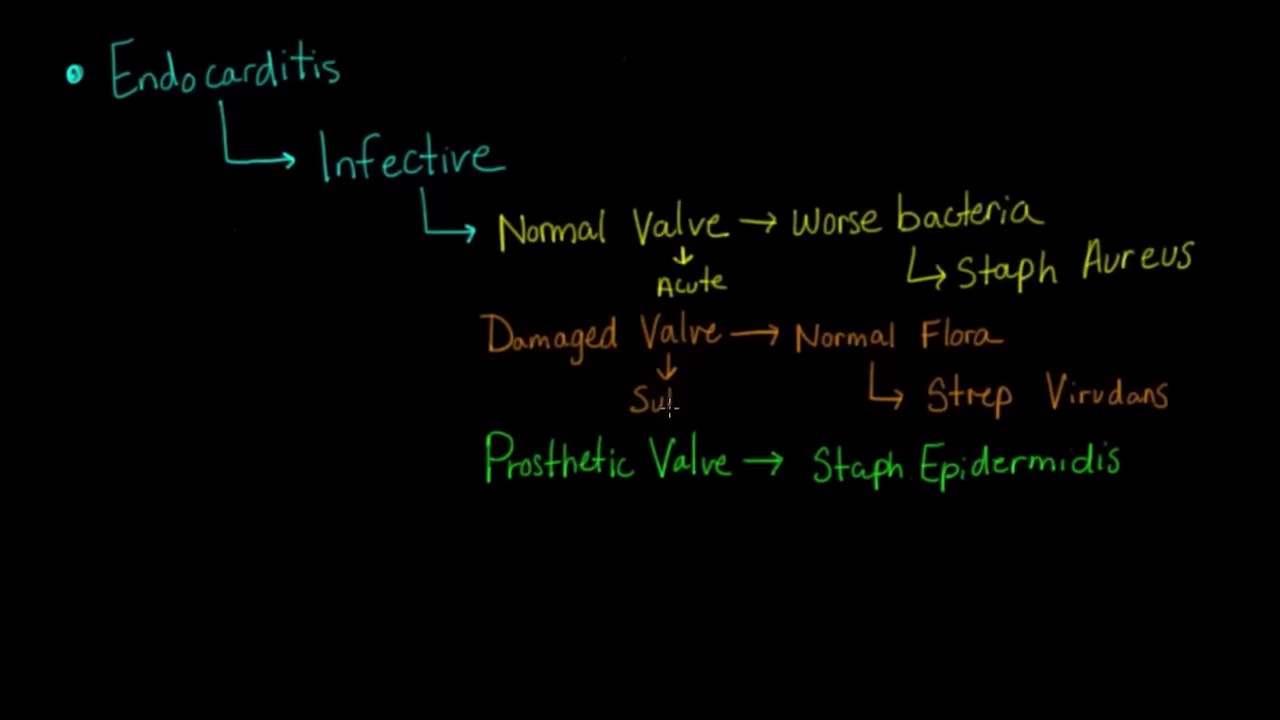 Endocarditis
Infective
Normal Valve → Worse bacteria
Staph Aureus
Acute
Damaged Valve → Normal Flora
Strep Virudans
Sub
Prosthetic Valve → Staph Epidermidis